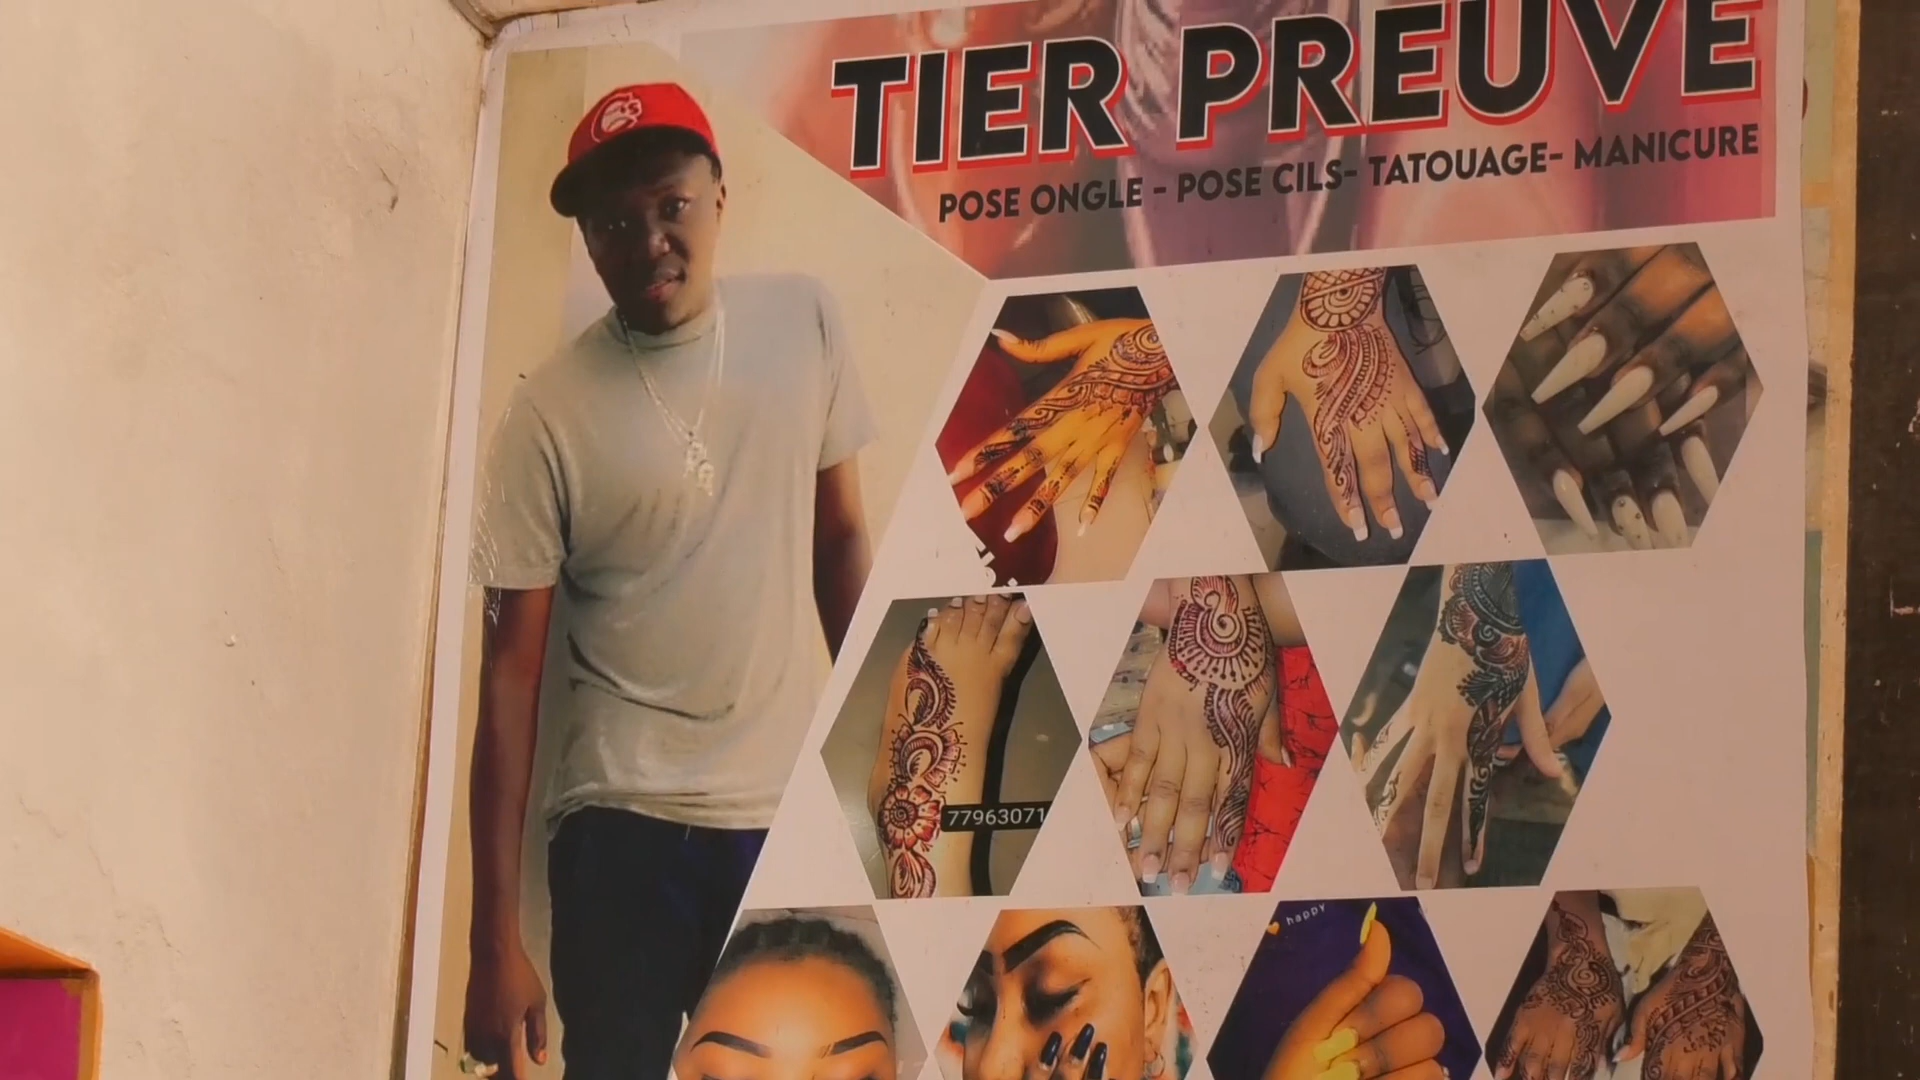 TIER PREUVE
POSE ONGLE - POSE CILS- TATOUAGE- MANICURE
77963071
happy